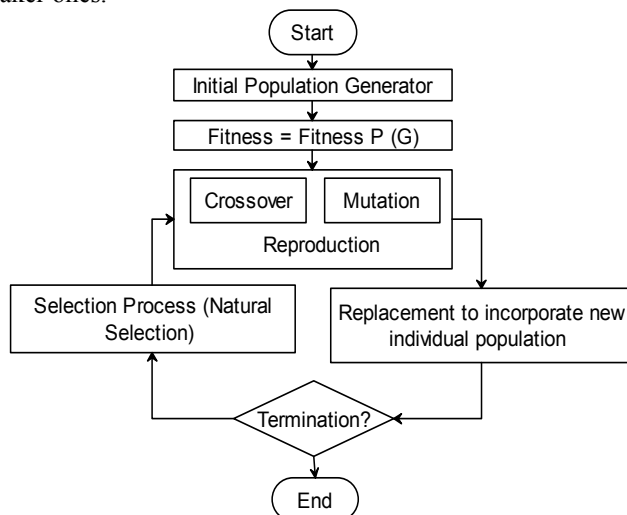 aker ones.
Start
Initial Population Generator
Fitness = Fitness P (G)
Crossover
Mutation
Reproduction
Selection Process (Natural
Selection)
Replacement to incorporate new
individual population
Termination?
End